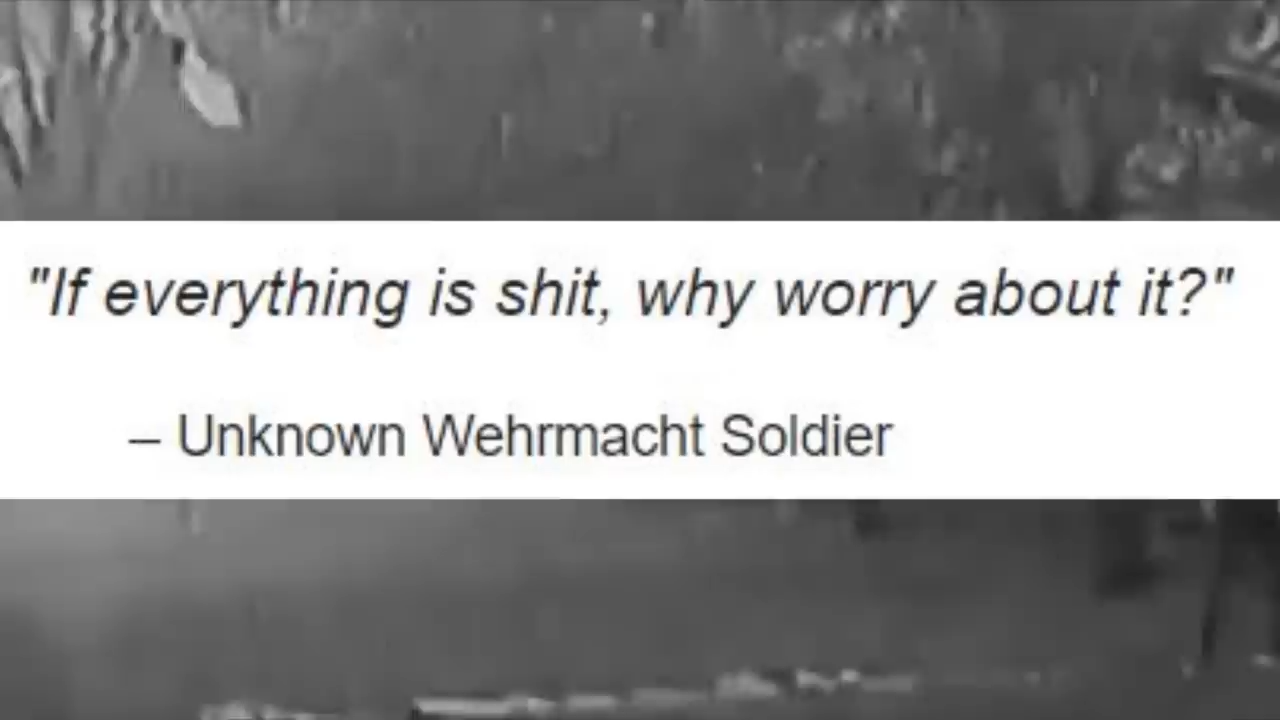 "If everything is shit, why worry about it?"
– Unknown Wehrmacht Soldier